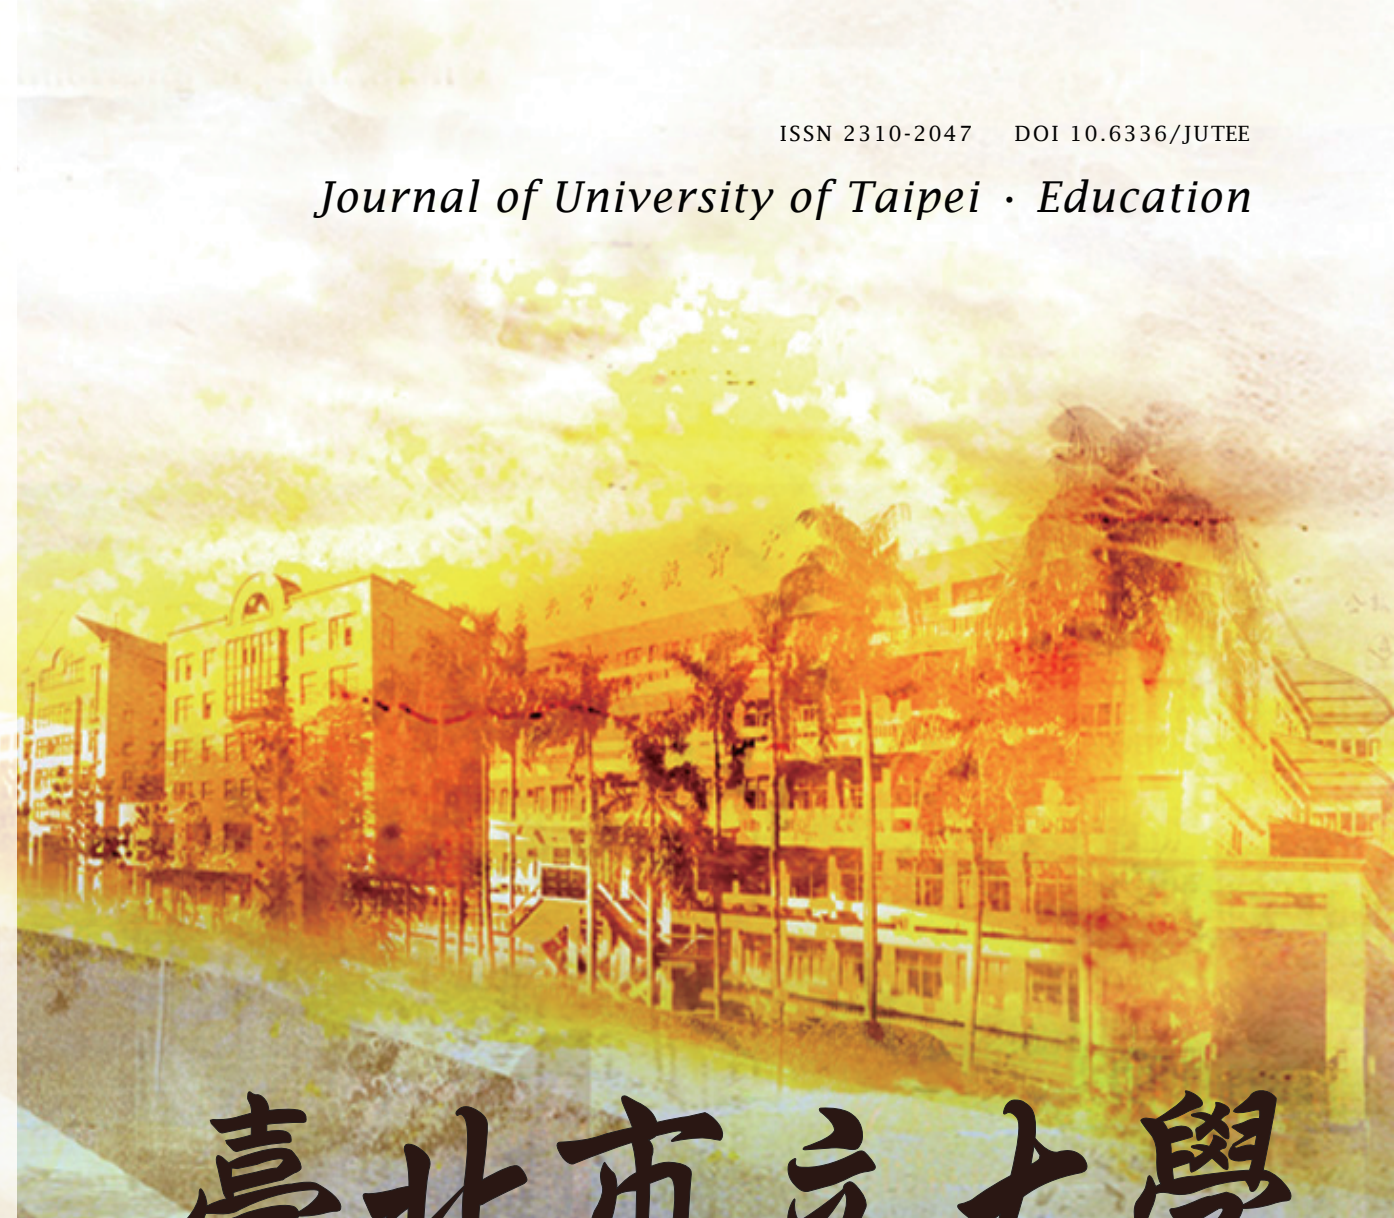 ISSN 2310-2047 DOI 10.6336/JUTEE
Journal of University of Taipei · Education
臺北市立大學